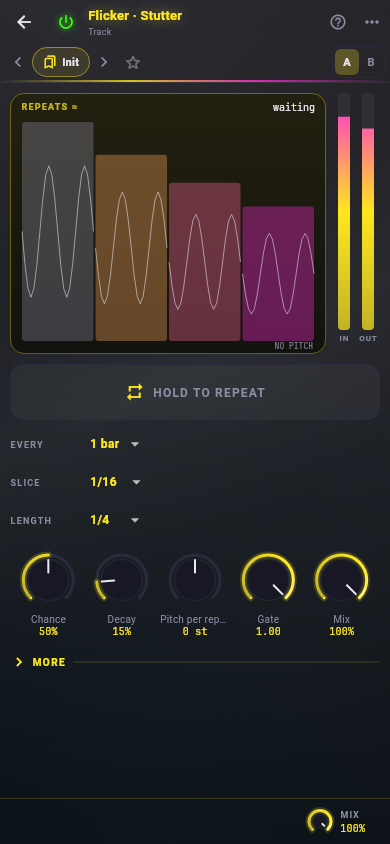 Flicker · Stutter
Track
Init
A B
REPEATS ≈ waiting
NO PITCH
IN OUT
HOLD TO REPEAT
EVERY 1 bar
SLICE 1/16
LENGTH 1/4
Chance Decay Pitch per rep... Gate Mix
50% 15% 0 st 1.00 100%
MORE
MIX
100%